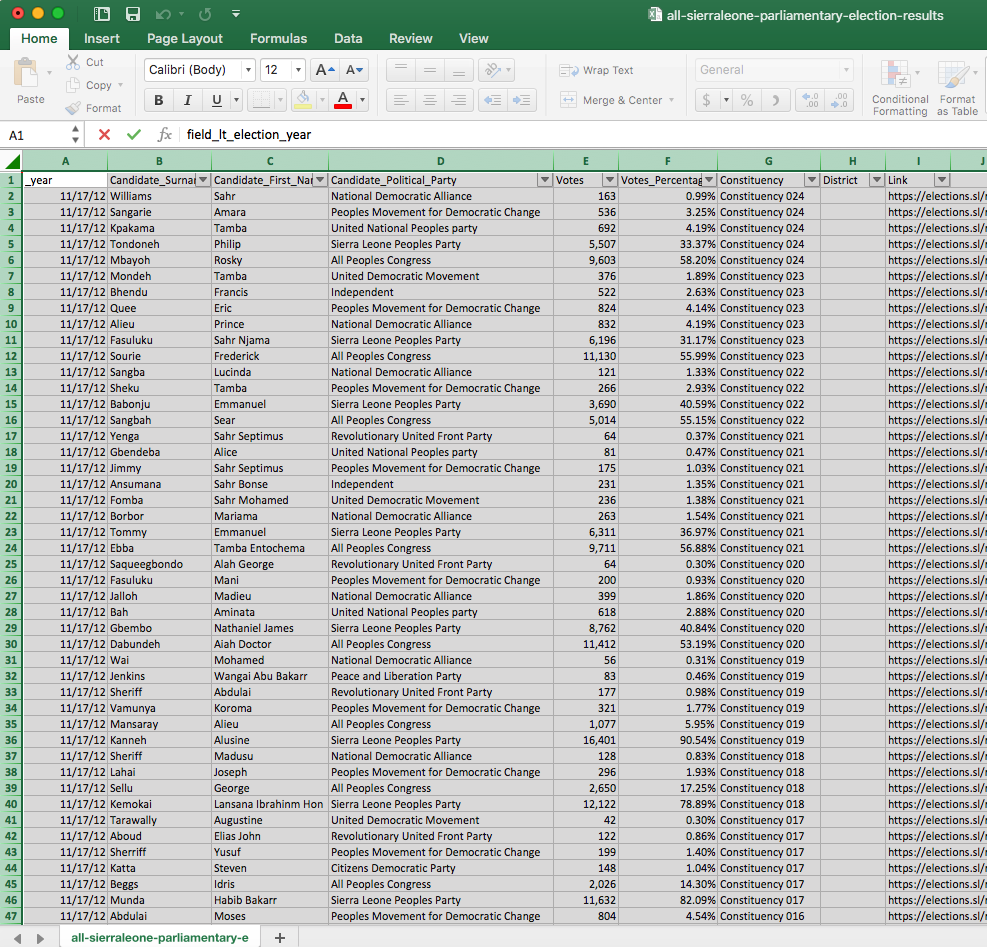 all-sierraleone-parliamentary-election-results
Home Insert Page Layout Formulas Data Review View
Cut Calibri (Body) 12 A A Wrap Text General
Copy
Paste Format B I U A Merge & Center $ % Conditional Formatting Format as Table
A1 fx field_lt_election_year
A B C D E F G H I J
1 _year Candidate_Surna Candidate_First_Na Candidate_Political_Party Votes Votes_Percentag Constituency District Link
2 11/17/12 Williams Sahr National Democratic Alliance 163 0.99% Constituency 024 https://elections.sl/
3 11/17/12 Sangarie Amara Peoples Movement for Democratic Change 536 3.25% Constituency 024 https://elections.sl/
4 11/17/12 Kpakama Tamba United National Peoples party 692 4.19% Constituency 024 https://elections.sl/
5 11/17/12 Tondoneh Philip Sierra Leone Peoples Party 5,507 33.37% Constituency 024 https://elections.sl/
6 11/17/12 Mbayoh Rosky All Peoples Congress 9,603 58.20% Constituency 024 https://elections.sl/
7 11/17/12 Mondeh Tamba United Democratic Movement 376 1.89% Constituency 023 https://elections.sl/
8 11/17/12 Bhendu Francis Independent 522 2.63% Constituency 023 https://elections.sl/
9 11/17/12 Quee Eric Peoples Movement for Democratic Change 824 4.14% Constituency 023 https://elections.sl/
10 11/17/12 Alieu Prince National Democratic Alliance 832 4.19% Constituency 023 https://elections.sl/
11 11/17/12 Fasuluku Sahr Njama Sierra Leone Peoples Party 6,196 31.17% Constituency 023 https://elections.sl/
12 11/17/12 Sourie Frederick All Peoples Congress 11,130 55.99% Constituency 023 https://elections.sl/
13 11/17/12 Sangba Lucinda National Democratic Alliance 121 1.33% Constituency 022 https://elections.sl/
14 11/17/12 Sheku Tamba Peoples Movement for Democratic Change 266 2.93% Constituency 022 https://elections.sl/
15 11/17/12 Babonju Emmanuel Sierra Leone Peoples Party 3,690 40.59% Constituency 022 https://elections.sl/
16 11/17/12 Sangbah Sear All Peoples Congress 5,014 55.15% Constituency 022 https://elections.sl/
17 11/17/12 Yenga Sahr Septimus Revolutionary United Front Party 64 0.37% Constituency 021 https://elections.sl/
18 11/17/12 Gbendeba Alice United National Peoples party 81 0.47% Constituency 021 https://elections.sl/
19 11/17/12 Jimmy Sahr Septimus Peoples Movement for Democratic Change 175 1.03% Constituency 021 https://elections.sl/
20 11/17/12 Ansumana Sahr Bonse Independent 231 1.35% Constituency 021 https://elections.sl/
21 11/17/12 Fomba Sahr Mohamed United Democratic Movement 236 1.38% Constituency 021 https://elections.sl/
22 11/17/12 Borbor Mariama National Democratic Alliance 263 1.54% Constituency 021 https://elections.sl/
23 11/17/12 Tommy Emmanuel Sierra Leone Peoples Party 6,311 36.97% Constituency 021 https://elections.sl/
24 11/17/12 Ebba Tamba Entochema All Peoples Congress 9,711 56.88% Constituency 021 https://elections.sl/
25 11/17/12 Saqueegbondo Alah George Revolutionary United Front Party 64 0.30% Constituency 020 https://elections.sl/
26 11/17/12 Fasuluku Mani Peoples Movement for Democratic Change 200 0.93% Constituency 020 https://elections.sl/
27 11/17/12 Jalloh Madieu National Democratic Alliance 399 1.86% Constituency 020 https://elections.sl/
28 11/17/12 Bah Aminata United National Peoples party 618 2.88% Constituency 020 https://elections.sl/
29 11/17/12 Gbembo Nathaniel James Sierra Leone Peoples Party 8,762 40.84% Constituency 020 https://elections.sl/
30 11/17/12 Dabundeh Aiah Doctor All Peoples Congress 11,412 53.19% Constituency 020 https://elections.sl/
31 11/17/12 Wai Mohamed National Democratic Alliance 56 0.31% Constituency 019 https://elections.sl/
32 11/17/12 Jenkins Wangai Abu Bakarr Peace and Liberation Party 83 0.46% Constituency 019 https://elections.sl/
33 11/17/12 Sheriff Abdulai Revolutionary United Front Party 177 0.98% Constituency 019 https://elections.sl/
34 11/17/12 Vamunya Koroma Peoples Movement for Democratic Change 321 1.77% Constituency 019 https://elections.sl/
35 11/17/12 Mansaray Alieu All Peoples Congress 1,077 5.95% Constituency 019 https://elections.sl/
36 11/17/12 Kanneh Alusine Sierra Leone Peoples Party 16,401 90.54% Constituency 019 https://elections.sl/
37 11/17/12 Sheriff Madusu National Democratic Alliance 128 0.83% Constituency 018 https://elections.sl/
38 11/17/12 Lahai Joseph Peoples Movement for Democratic Change 296 1.93% Constituency 018 https://elections.sl/
39 11/17/12 Sellu George All Peoples Congress 2,650 17.25% Constituency 018 https://elections.sl/
40 11/17/12 Kemokai Lansana Ibrahinm Hon Sierra Leone Peoples Party 12,122 78.89% Constituency 018 https://elections.sl/
41 11/17/12 Tarawally Augustine United Democratic Movement 42 0.30% Constituency 017 https://elections.sl/
42 11/17/12 Aboud Elias John Revolutionary United Front Party 122 0.86% Constituency 017 https://elections.sl/
43 11/17/12 Sherriff Yusuf Peoples Movement for Democratic Change 199 1.40% Constituency 017 https://elections.sl/
44 11/17/12 Katta Steven Citizens Democratic Party 148 1.04% Constituency 017 https://elections.sl/
45 11/17/12 Beggs Idris All Peoples Congress 2,026 14.30% Constituency 017 https://elections.sl/
46 11/17/12 Munda Habib Bakarr Sierra Leone Peoples Party 11,632 82.09% Constituency 017 https://elections.sl/
47 11/17/12 Abdulai Moses Peoples Movement for Democratic Change 804 4.54% Constituency 016 https://elections.sl/
all-sierraleone-parliamentary-e +